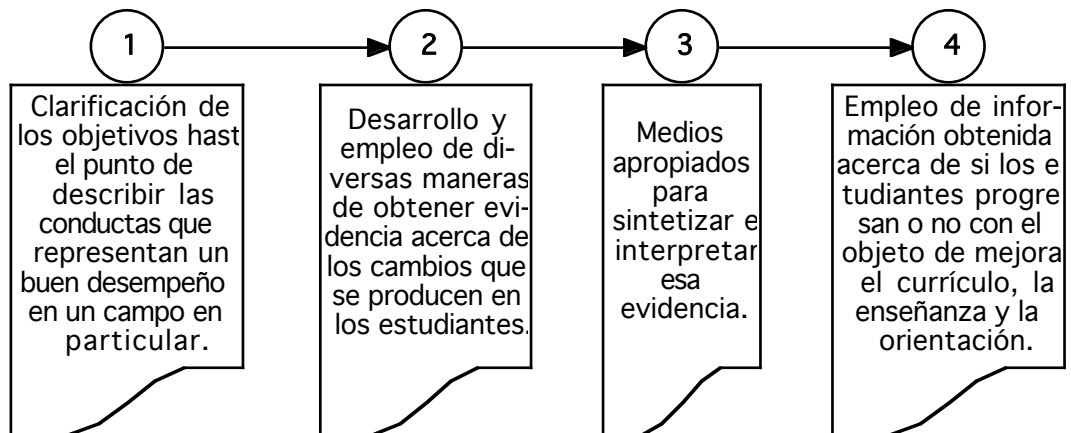 1
Clarificación de
los objetivos hast
el punto de
describir las
conductas que
representan un
buen desempeño
en un campo en
particular.
2
Desarrollo y
empleo de di-
versas maneras
de obtener evi-
dencia acerca de
los cambios que
se producen en
los estudiantes.
3
Medios
apropiados
para
sintetizar e
interpretar
esa
evidencia.
4
Empleo de infor-
mación obtenida
acerca de si los e
tudiantes progre
san o no con el
objeto de mejora
el currículo, la
enseñanza y la
orientación.